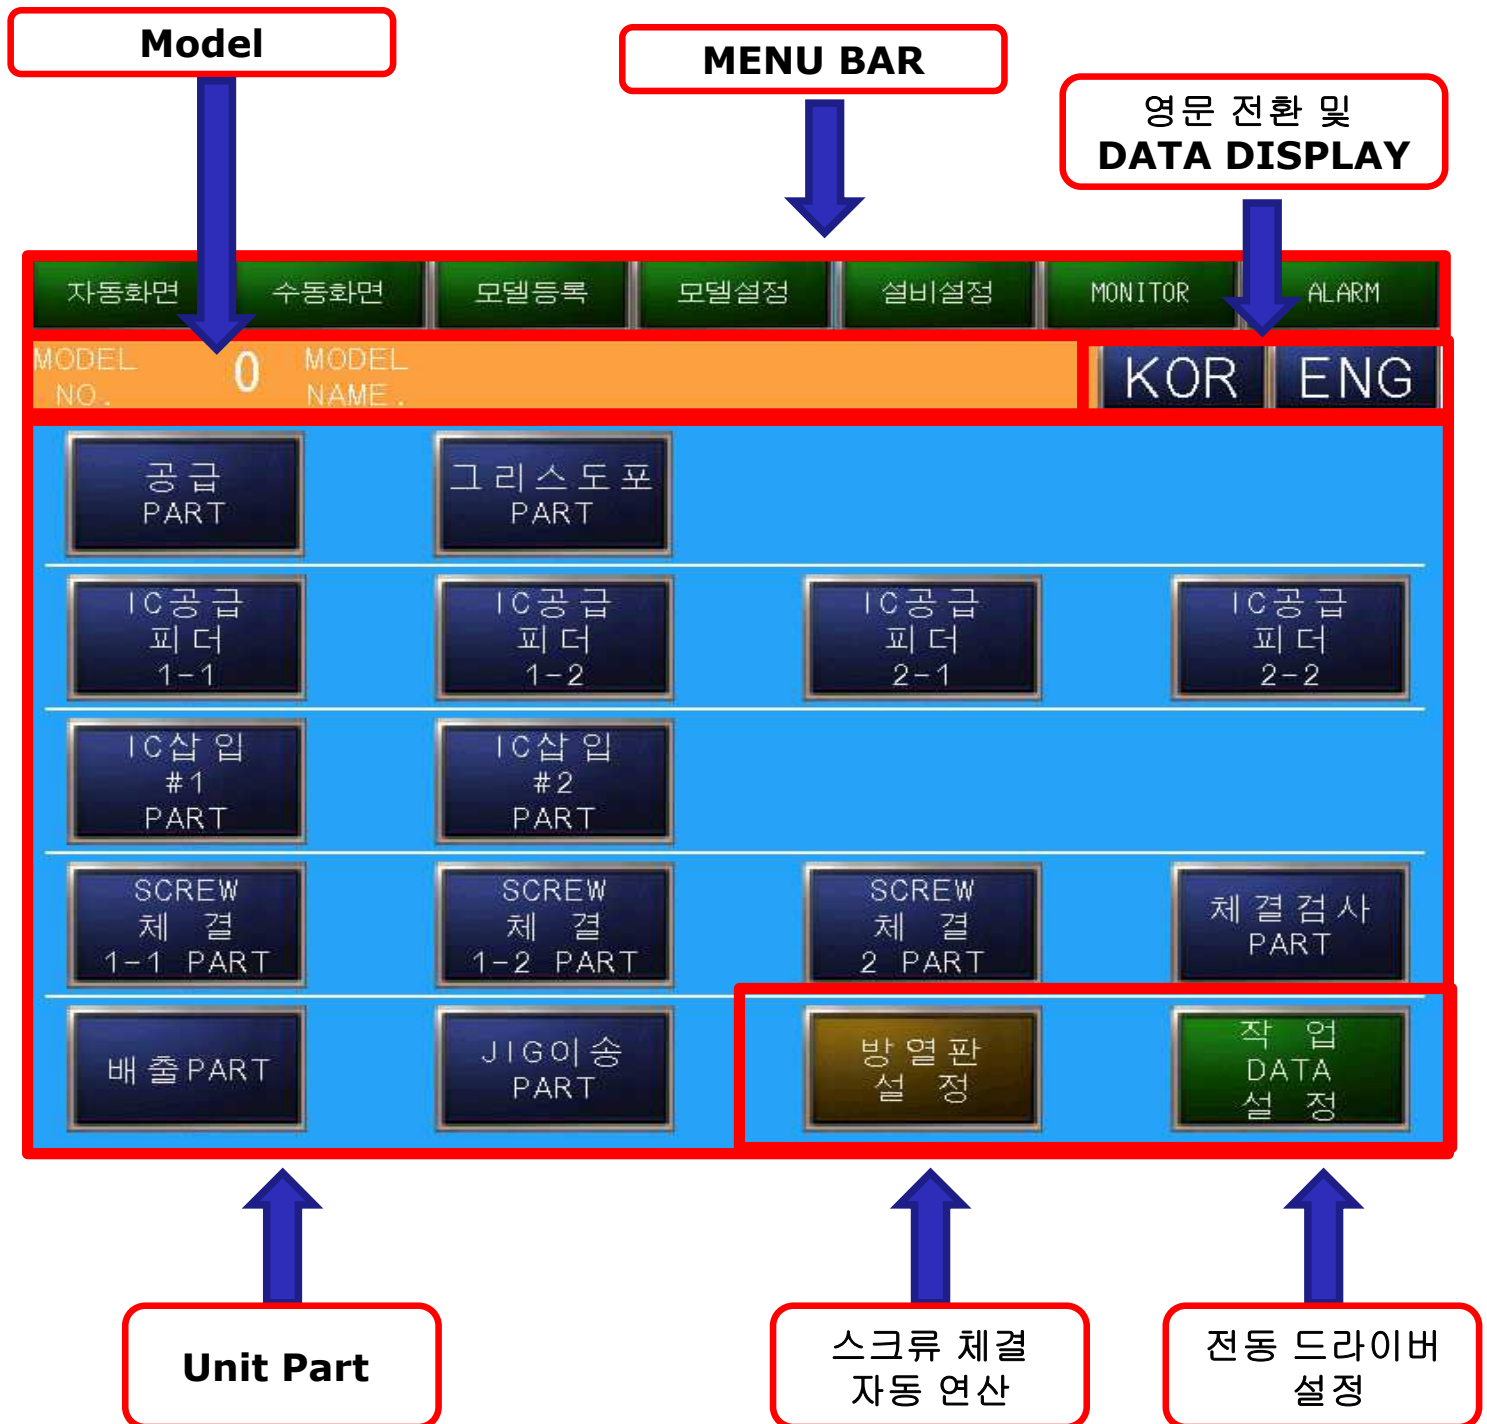 Model
MENU BAR
영문 전환 및
DATA DISPLAY
자동화면 수동화면 모델등록 모델설정 설비설정 MONITOR ALARM
MODEL
NO.
0
MODEL
NAME.
KOR ENG
공급
PART
그리스도포
PART
IC공급
피더
1-1
IC공급
피더
1-2
IC공급
피더
2-1
IC공급
피더
2-2
IC삽입
#1
PART
IC삽입
#2
PART
SCREW
체 결
1-1 PART
SCREW
체 결
1-2 PART
SCREW
체 결
2 PART
체결검사
PART
배출PART
JIG이송
PART
방열판
설 정
작 업
DATA
설 정
Unit Part
스크류 체결
자동 연산
전동 드라이버
설정